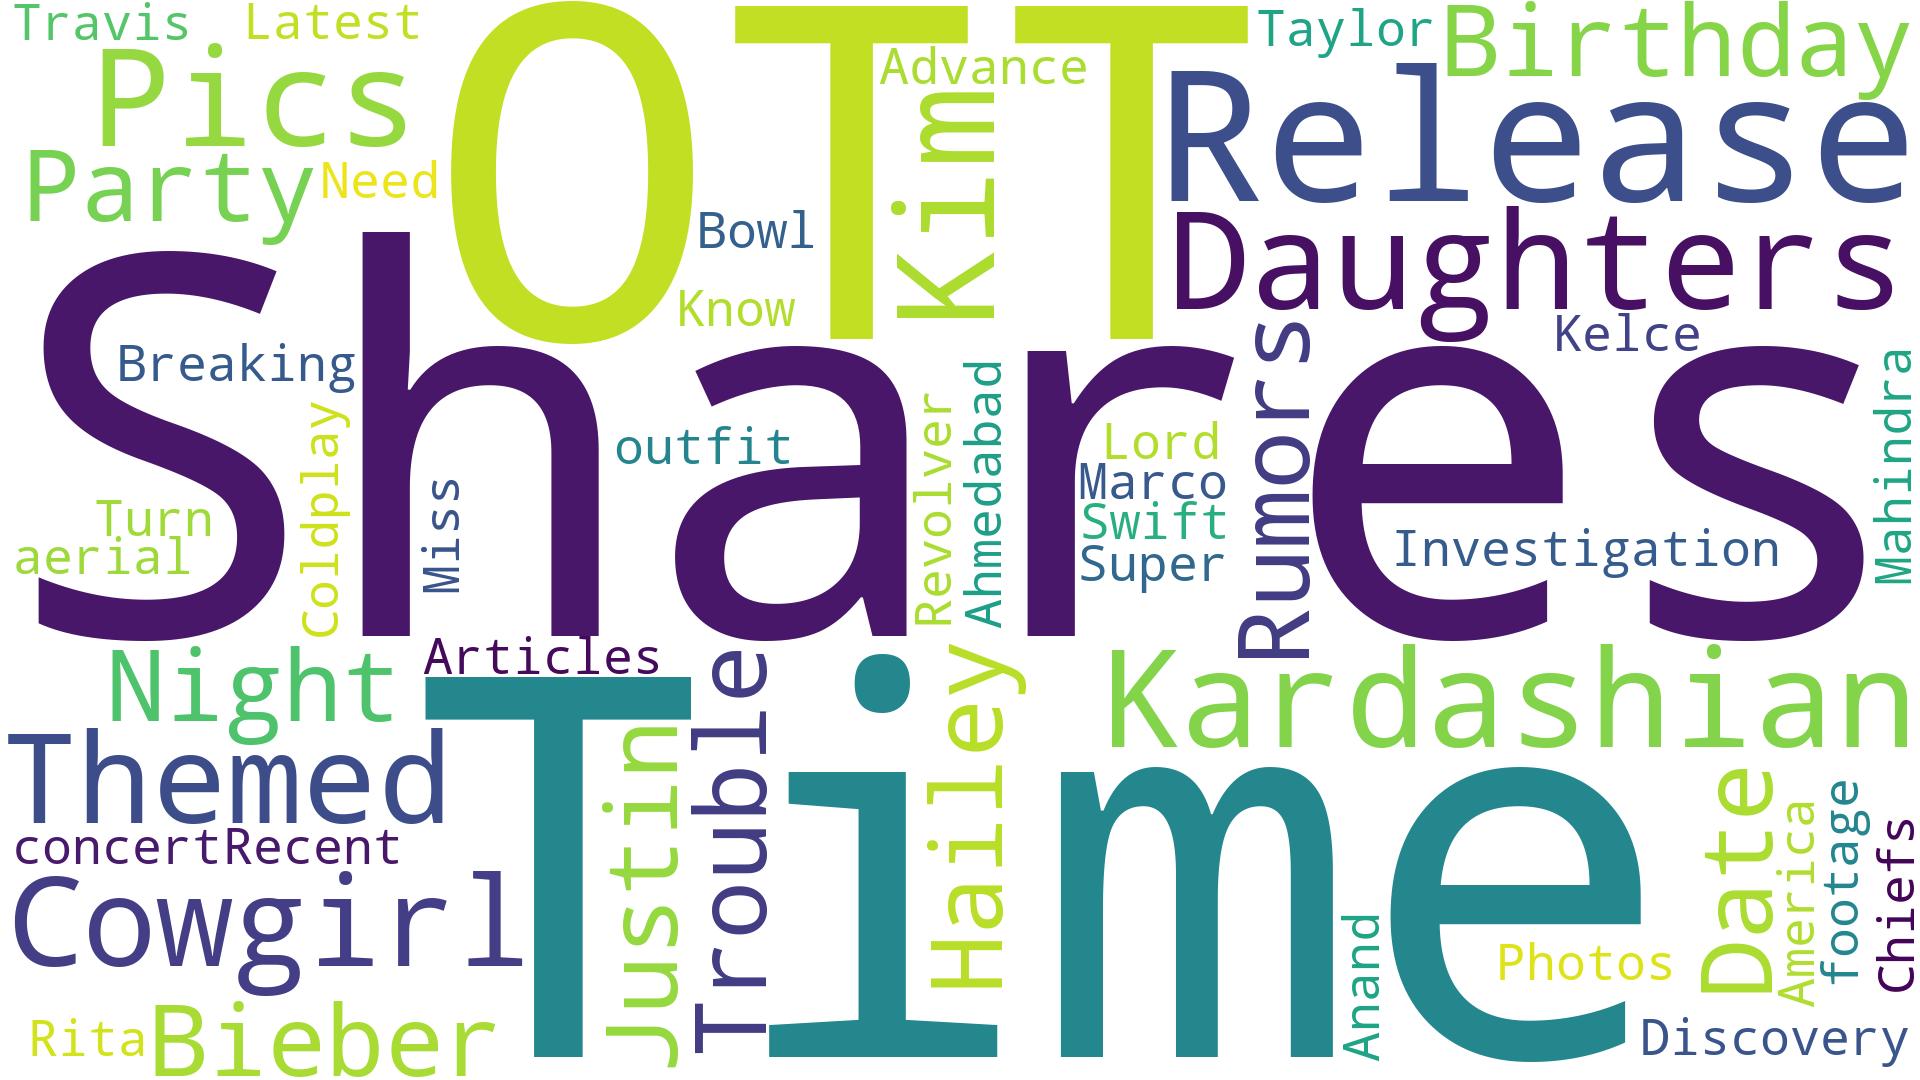 Travis
Latest
OTT
Taylor
Birthday
Pics
Advance
Release
Party
Need
Kim
Bowl
Daughters
Know
Kelce
Shares
Breaking
Rumors
Mahindra
Coldplay
outfit
Revolver
Ahmedabad
Lord
Marco
Swift
Super
Miss
Turn
aerial
Investigation
Articles
Night
Kardashian
Time
Themed
Justin
Trouble
Hailey
Date
America
footage
Chiefs
concert
Recent
Cowgirl
Anand
Photos
Rita
Bieber
Discovery